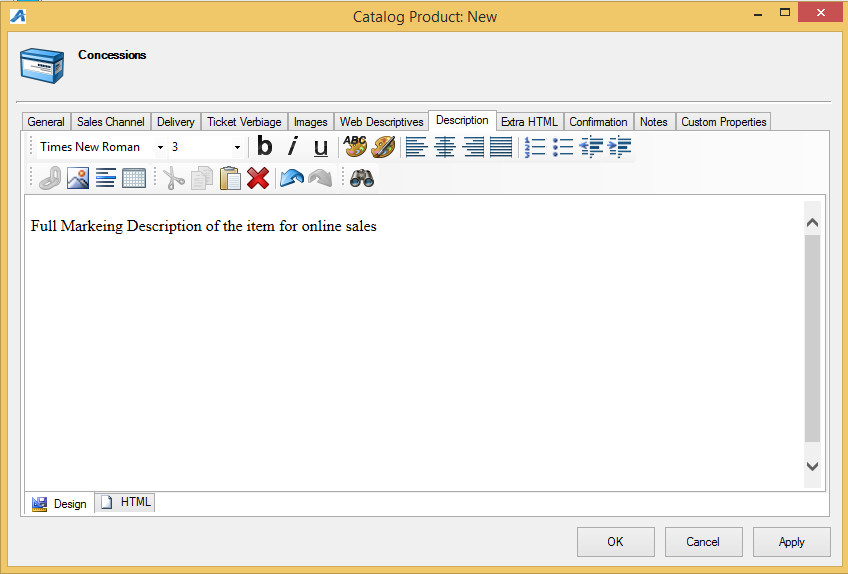 Catalog Product: New
Concessions
General Sales Channel Delivery Ticket Verbiage Images Web Descriptives Description Extra HTML Confirmation Notes Custom Properties
Times New Roman 3 b i u ABC
Full Markeing Description of the item for online sales
Design HTML
OK Cancel Apply